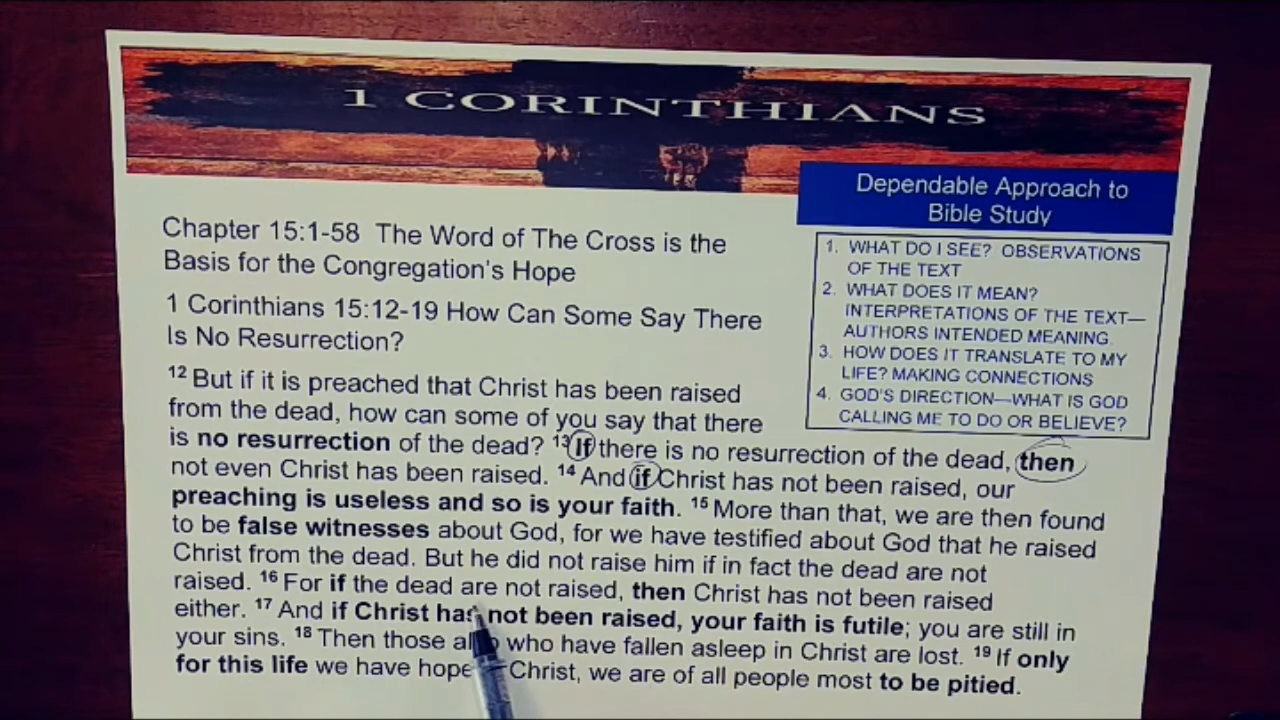 1 CORINTHIANS
Dependable Approach to
Bible Study
1. WHAT DO I SEE? OBSERVATIONS
OF THE TEXT
2. WHAT DOES IT MEAN?
INTERPRETATIONS OF THE TEXT—
AUTHORS INTENDED MEANING.
3. HOW DOES IT TRANSLATE TO MY
LIFE? MAKING CONNECTIONS
4. GOD'S DIRECTION—WHAT IS GOD
CALLING ME TO DO OR BELIEVE?
Chapter 15:1-58 The Word of The Cross is the
Basis for the Congregation's Hope
1 Corinthians 15:12-19 How Can Some Say There
Is No Resurrection?
12 But if it is preached that Christ has been raised
from the dead, how can some of you say that there
is no resurrection of the dead? 13 If there is no resurrection of the dead, then
not even Christ has been raised. 14 And if Christ has not been raised, our
preaching is useless and so is your faith. 15 More than that, we are then found
to be false witnesses about God, for we have testified about God that he raised
Christ from the dead. But he did not raise him if in fact the dead are not
raised. 16 For if the dead are not raised, then Christ has not been raised
either. 17 And if Christ has not been raised, your faith is futile; you are still in
your sins. 18 Then those who have fallen asleep in Christ are lost. 19 If only
for this life we have hope Christ, we are of all people most to be pitied.